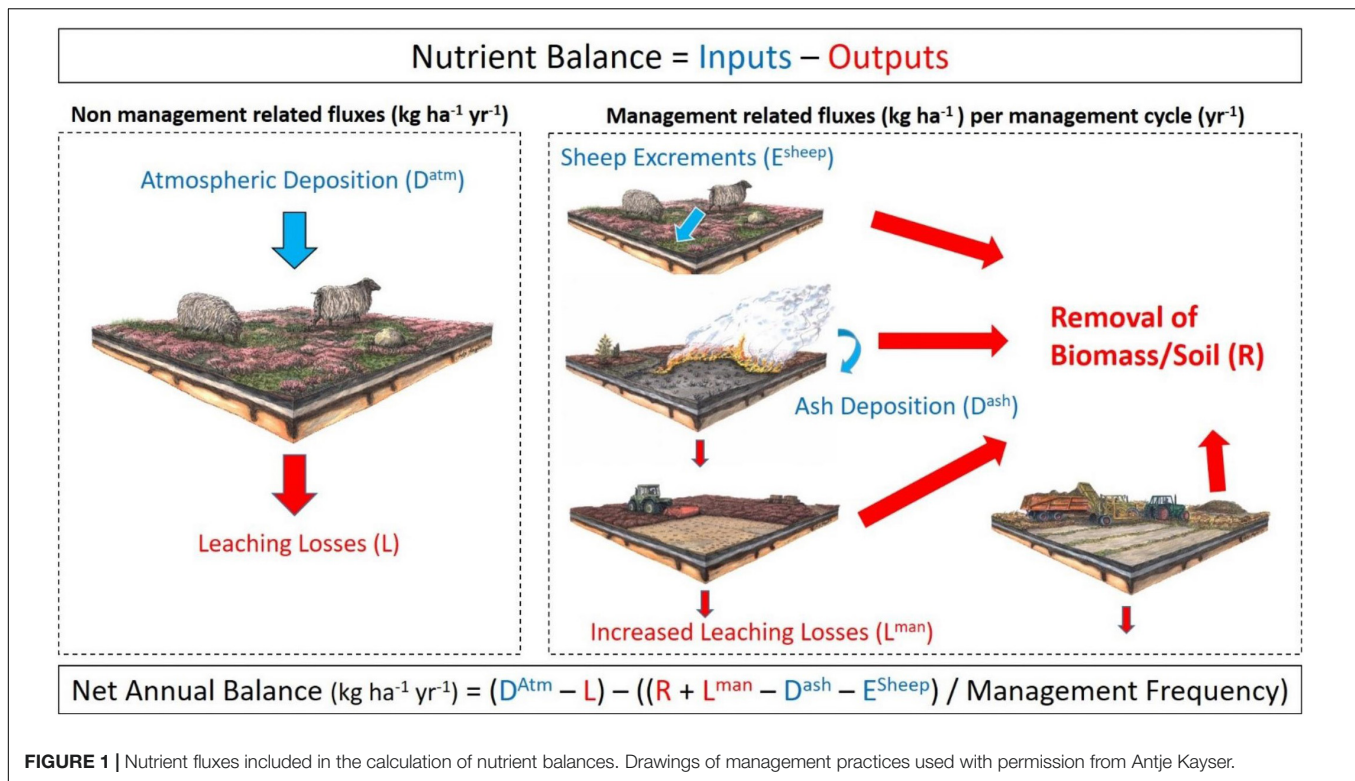 Nutrient Balance = Inputs – Outputs
Non management related fluxes (kg ha⁻¹ yr⁻¹)
Atmospheric Deposition (Dᵃᵗᵐ)
Leaching Losses (L)
Management related fluxes (kg ha⁻¹ ) per management cycle (yr⁻¹)
Sheep Excrements (Eˢʰᵉᵉᵖ)
Removal of
Biomass/Soil (R)
Ash Deposition (Dᵃˢʰ)
Increased Leaching Losses (Lᵐᵃⁿ)
Net Annual Balance (kg ha⁻¹ yr⁻¹) = (Dᴬᵗᵐ – L) – ((R + Lᵐᵃⁿ – Dᵃˢʰ – Eˢʰᵉᵉᵖ) / Management Frequency)
FIGURE 1 | Nutrient fluxes included in the calculation of nutrient balances. Drawings of management practices used with permission from Antje Kayser.